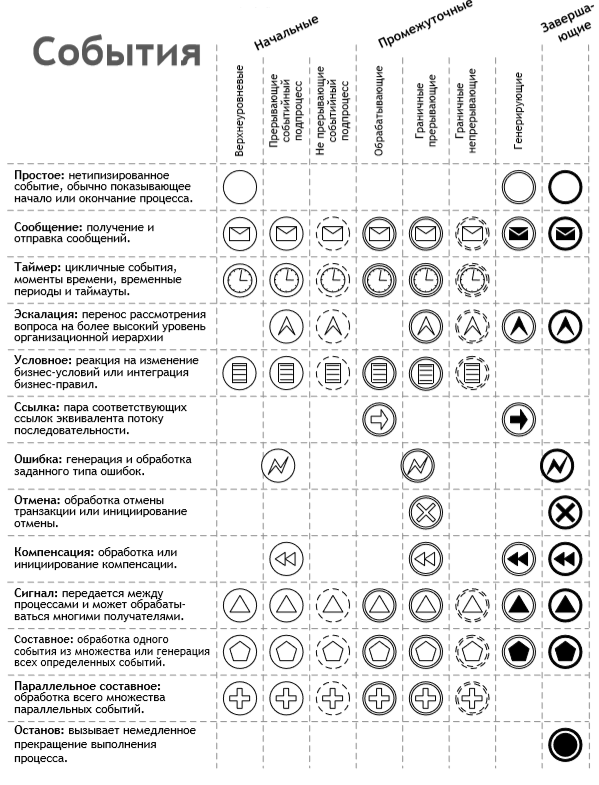 События
Начальные
Промежуточные
Заверша-
ющие
Верхнеуровневые
Прерывающие
событийный
подпроцесс
Не прерывающие
событийный
подпроцесс
Обрабатывающие
Граничные
прерывающие
Граничные
непрерывающие
Генерирующие
Простое: нетипизированное
событие, обычно показывающее
начало или окончание процесса.
Сообщение: получение и
отправка сообщений.
Таймер: цикличные события,
моменты времени, временные
периоды и таймауты.
Эскалация: перенос рассмотрения
вопроса на более высокий уровень
организационной иерархии
Условное: реакция на изменение
бизнес-условий или интеграция
бизнес-правил.
Ссылка: пара соответствующих
ссылок эквивалента потоку
последовательности.
Ошибка: генерация и обработка
заданного типа ошибок.
Отмена: обработка отмены
транзакции или инициирование
отмены.
Компенсация: обработка или
инициирование компенсации.
Сигнал: передается между
процессами и может обрабаты-
ваться многими получателями.
Составное: обработка одного
события из множества или генерация
всех определенных событий.
Параллельное составное:
обработка всего множества
параллельных событий.
Останов: вызывает немедленное
прекращение выполнения
процесса.